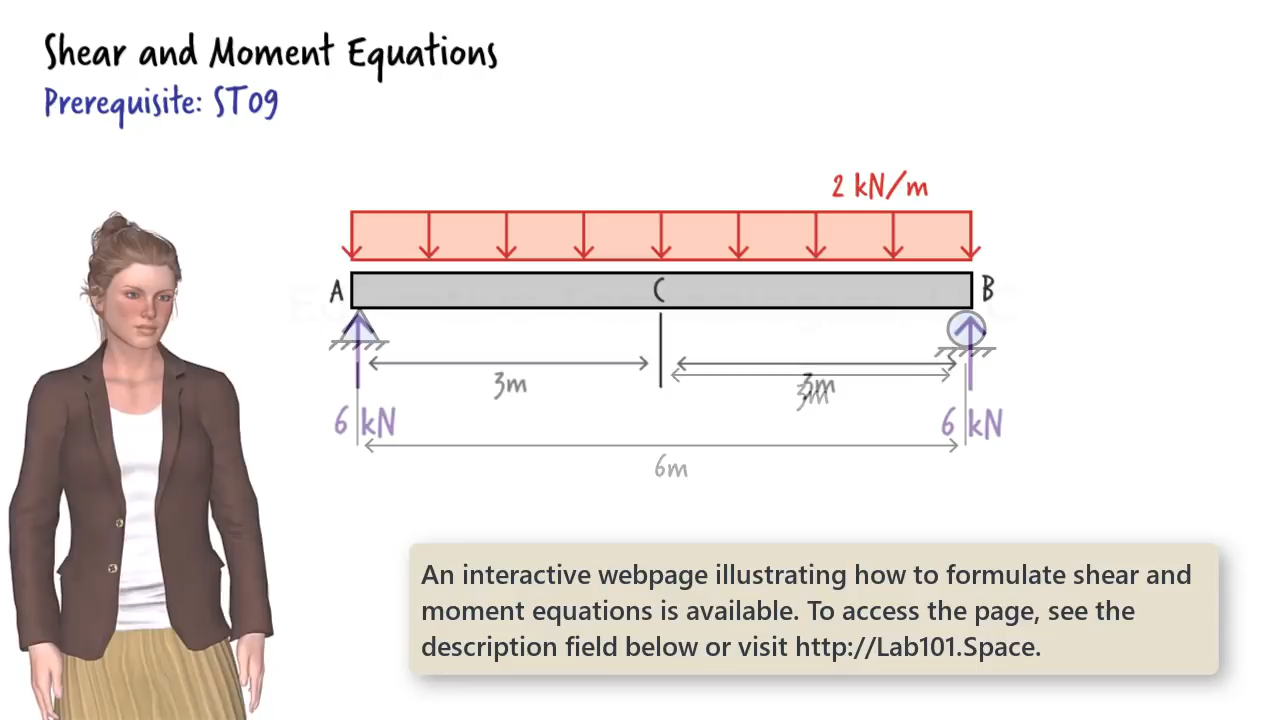 Shear and Moment Equations
Prerequisite: ST09
2 kN/m
A
C
B
3m
3m
3m
6 kN
6 kN
6m
An interactive webpage illustrating how to formulate shear and
moment equations is available. To access the page, see the
description field below or visit http://Lab101.Space.